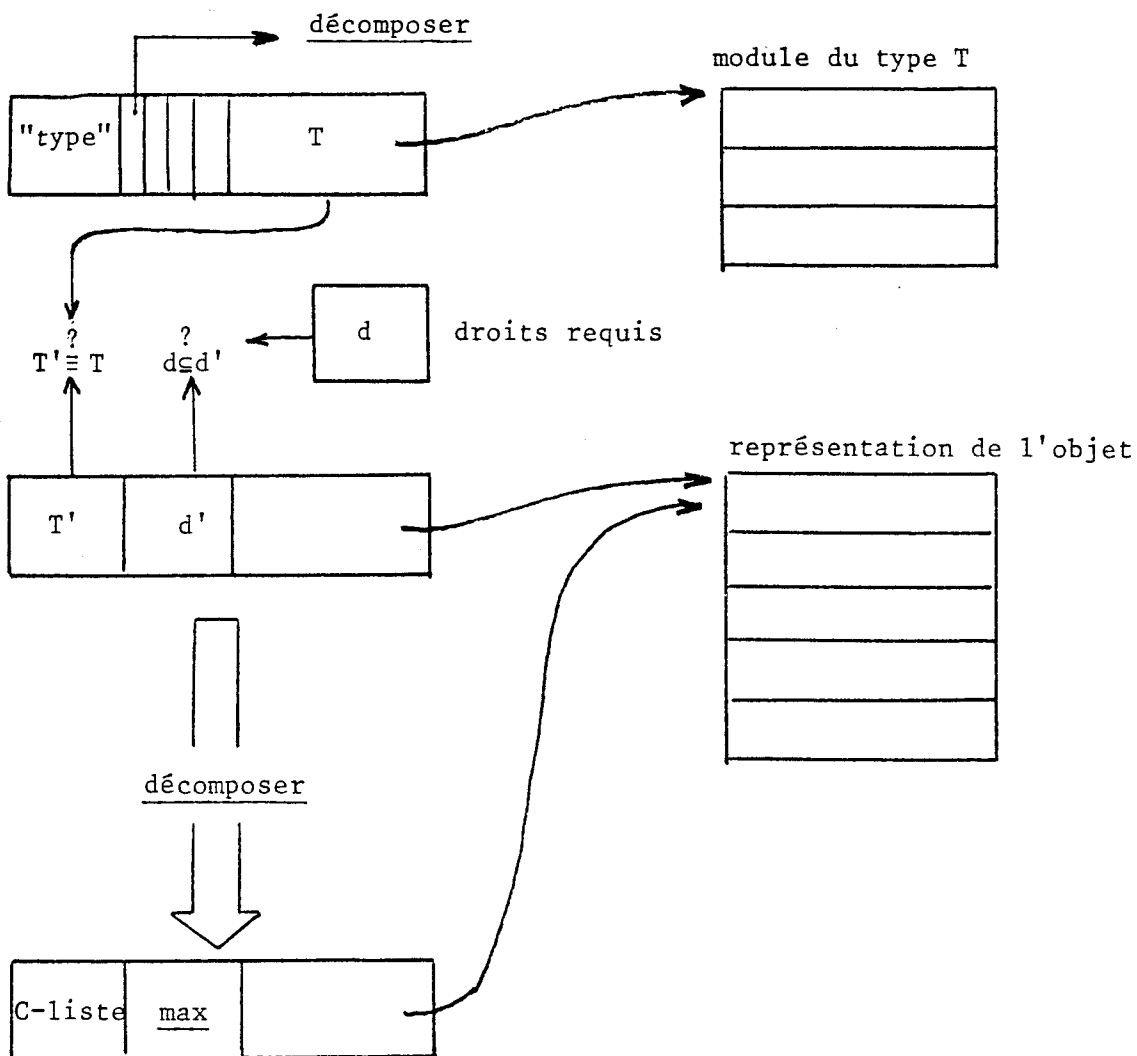 décomposer
module du type T
"type"
T
?
T' ≡ T
?
d⊆d'
d
droits requis
représentation de l'objet
T'
d'
décomposer
C-liste
max